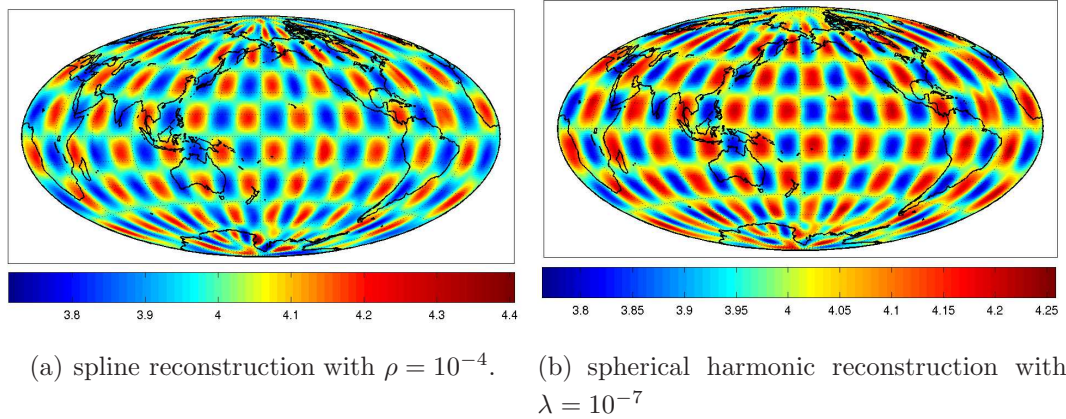 3.8 3.9 4 4.1 4.2 4.3 4.4
3.8 3.85 3.9 3.95 4 4.05 4.1 4.15 4.2 4.25
(a) spline reconstruction with ρ = 10⁻⁴.
(b) spherical harmonic reconstruction with
λ = 10⁻⁷